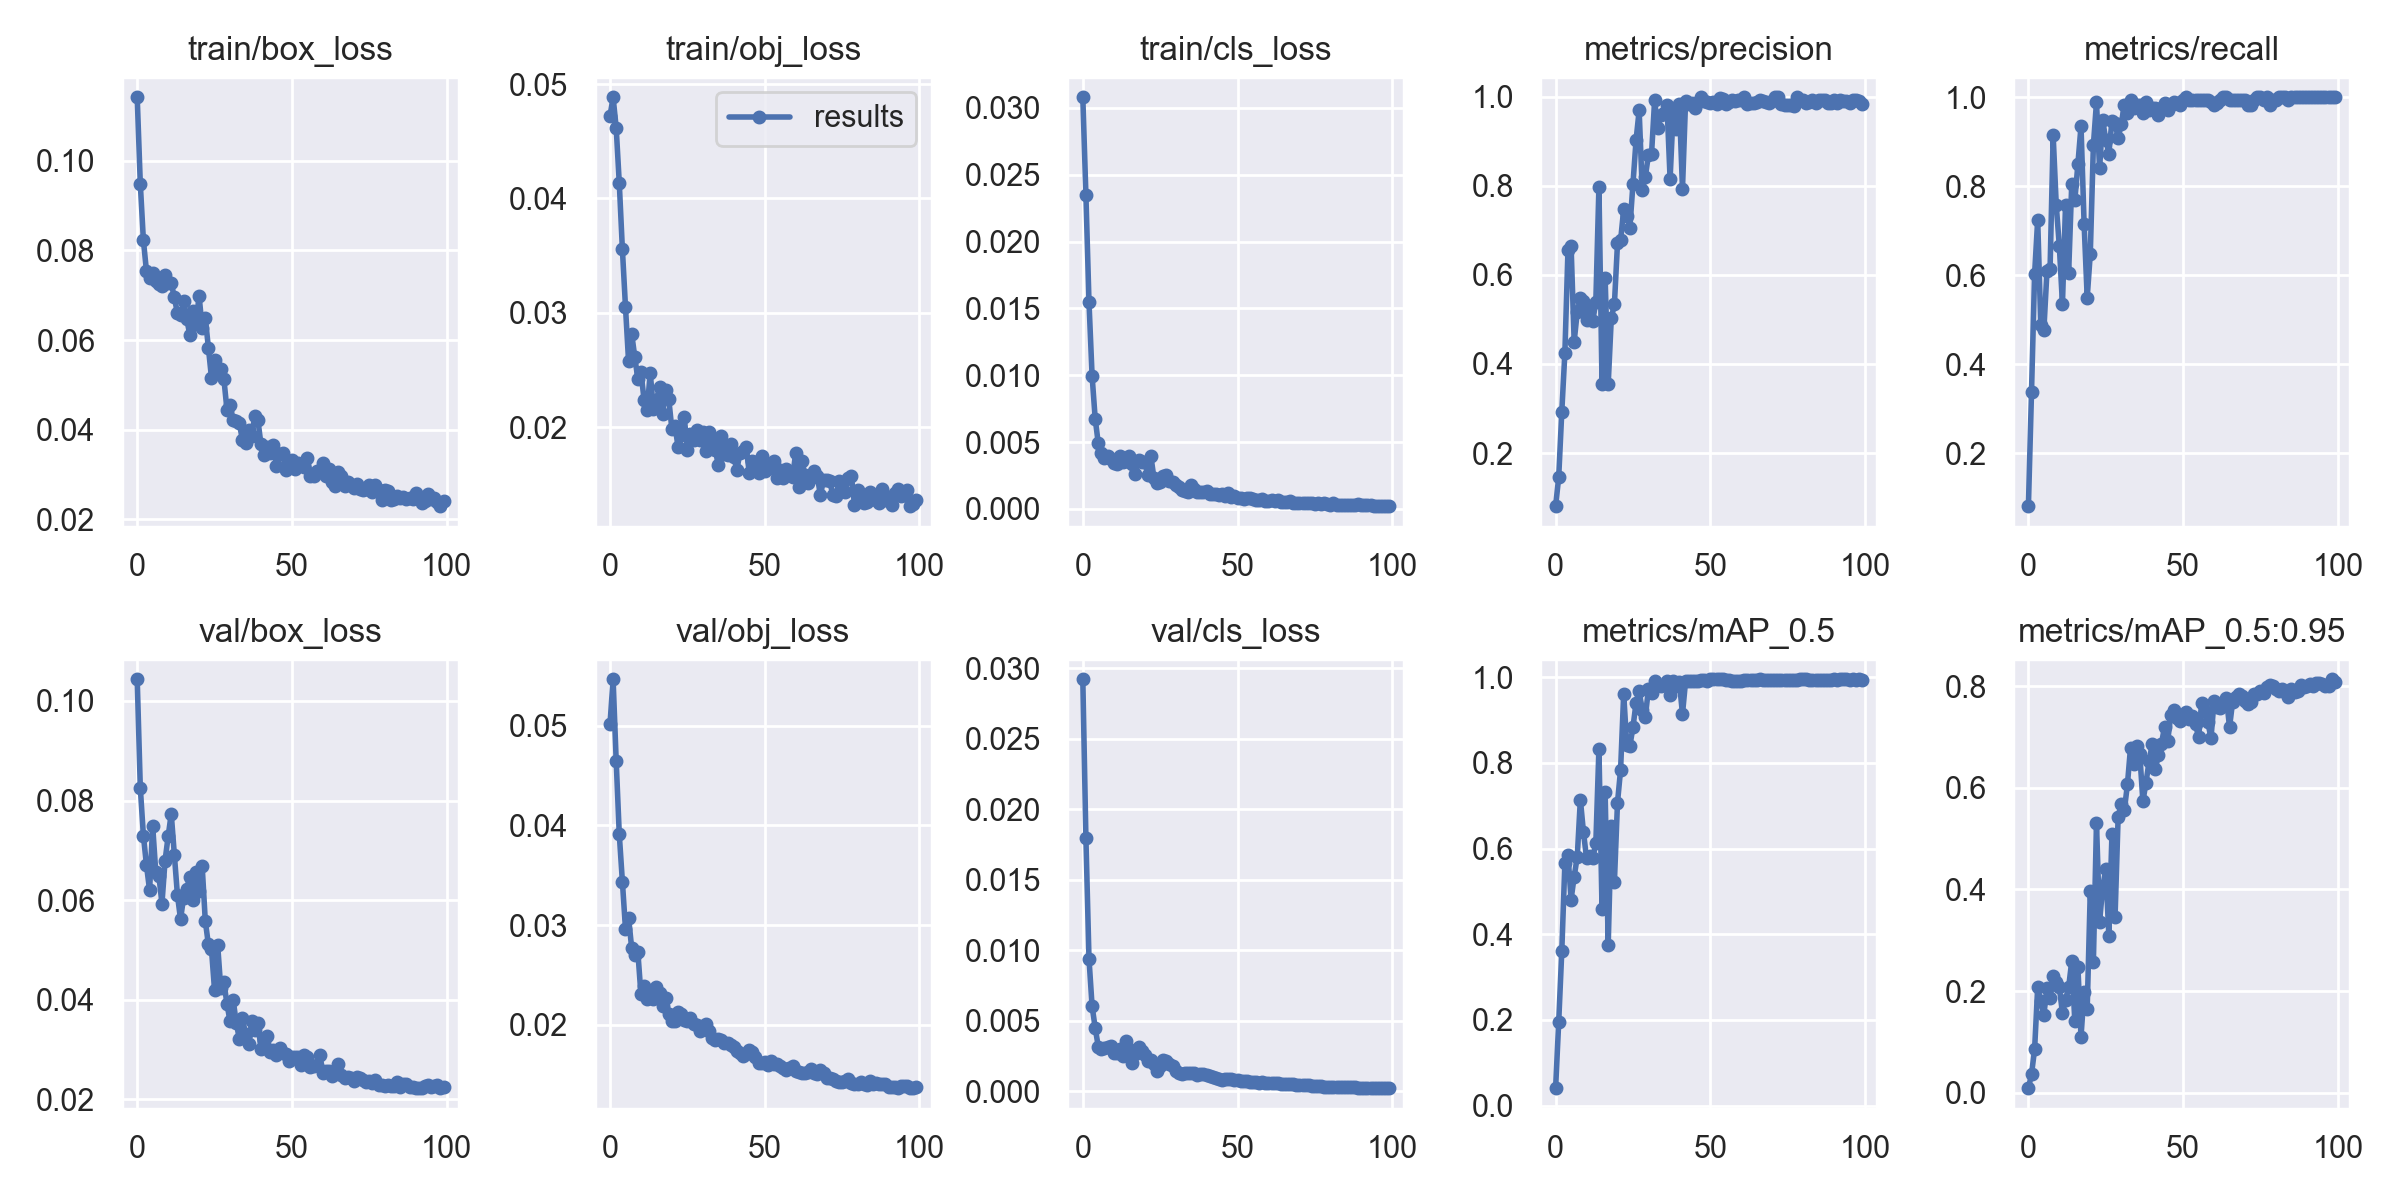 train/box_loss
0.10
0.08
0.06
0.04
0.02
0 50 100
train/obj_loss
results
0.05
0.04
0.03
0.02
0 50 100
train/cls_loss
0.030
0.025
0.020
0.015
0.010
0.005
0.000
0 50 100
metrics/precision
1.0
0.8
0.6
0.4
0.2
0 50 100
metrics/recall
1.0
0.8
0.6
0.4
0.2
0 50 100
val/box_loss
0.10
0.08
0.06
0.04
0.02
0 50 100
val/obj_loss
0.05
0.04
0.03
0.02
0 50 100
val/cls_loss
0.030
0.025
0.020
0.015
0.010
0.005
0.000
0 50 100
metrics/mAP_0.5
1.0
0.8
0.6
0.4
0.2
0.0
0 50 100
metrics/mAP_0.5:0.95
0.8
0.6
0.4
0.2
0.0
0 50 100